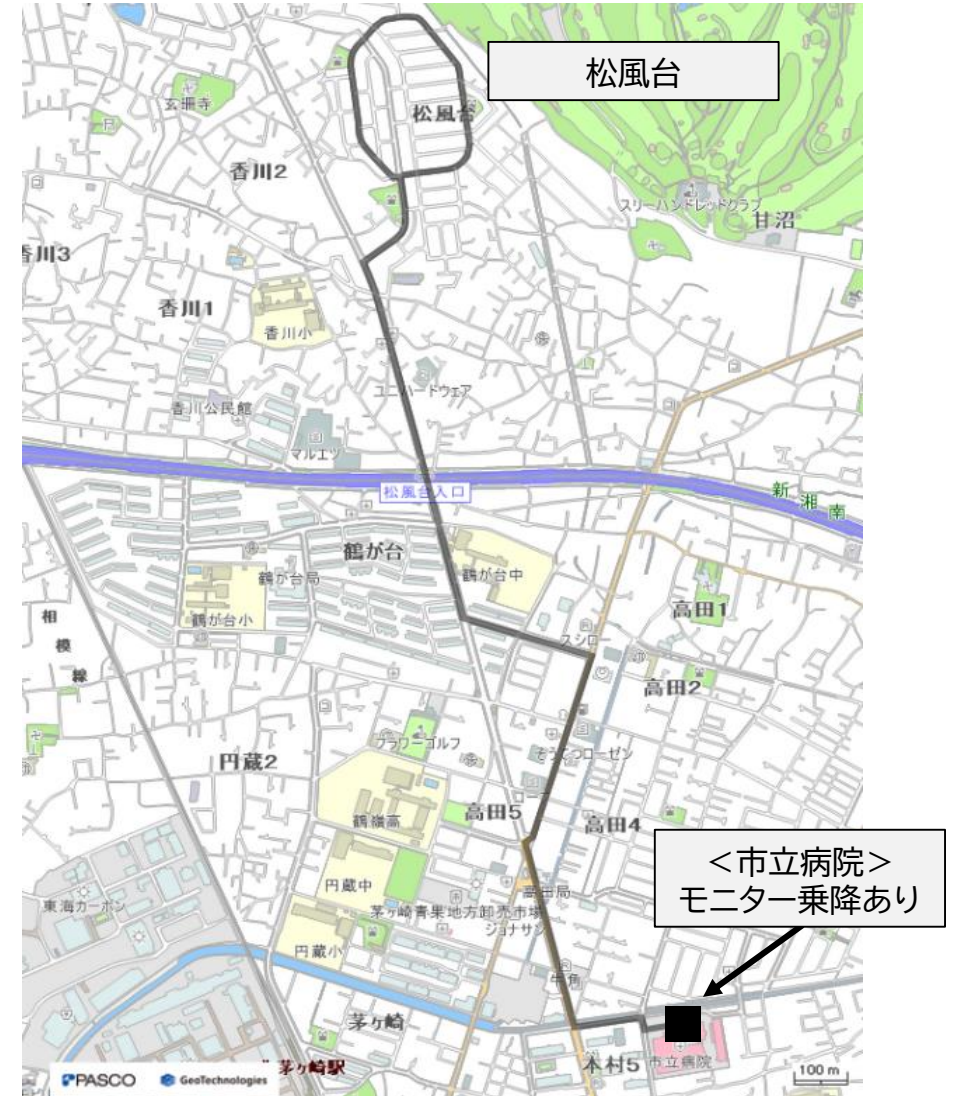 松風台
玄珊寺
松風台
香川2
スリーハンドレッドクラブ
甘沼
香川3
香川1
香川小
ユニハードウェア
香川公民館
マルエツ
松風台入口
新湘南
鶴が台
鶴が台中
鶴が台局
高田1
鶴が台小
相模線
スシロー
高田2
フラワーゴルフ
そうてつローゼン
円蔵2
高田5
高田4
鶴嶺高
<市立病院>
モニター乗降あり
円蔵中
高田局
東海カーボン
茅ヶ崎青果地方卸売市場
ジョナサン
円蔵小
牛角
茅ヶ崎
本村5
市立病院
茅ヶ崎駅
PASCO
GeoTechnologies
100 m